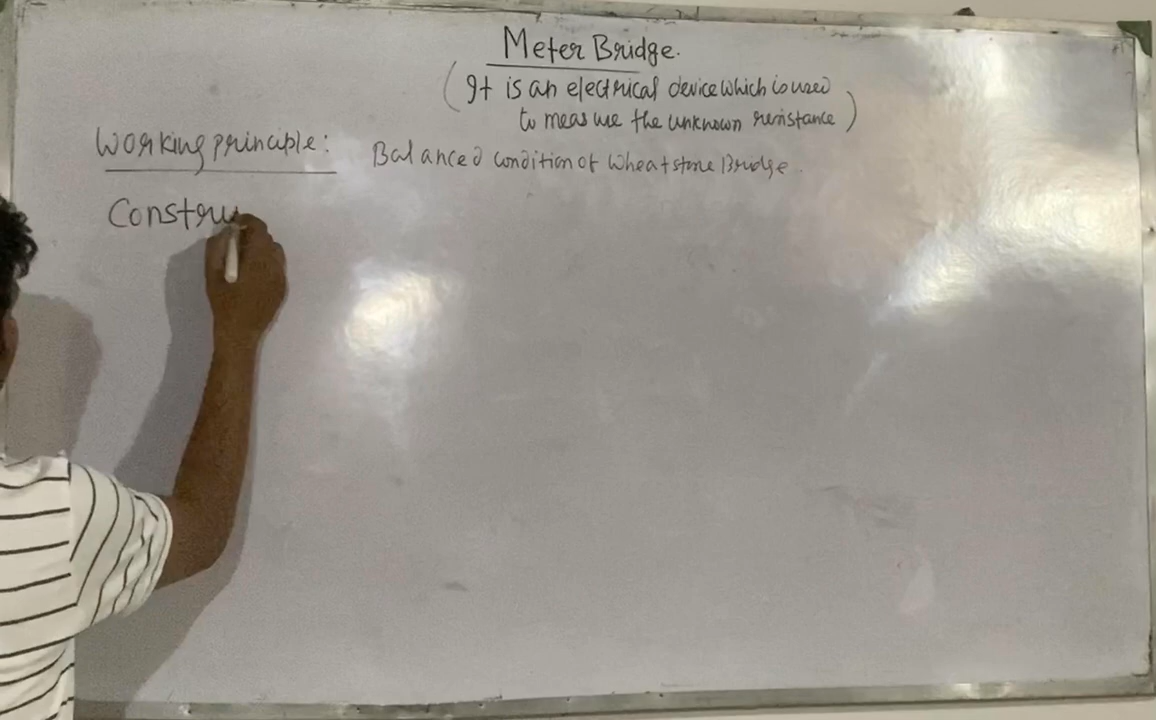 Meter Bridge.
(It is an electrical device which is used
to measure the unknown resistance)
Working principle: Balanced condition of Wheatstone Bridge.
Constru